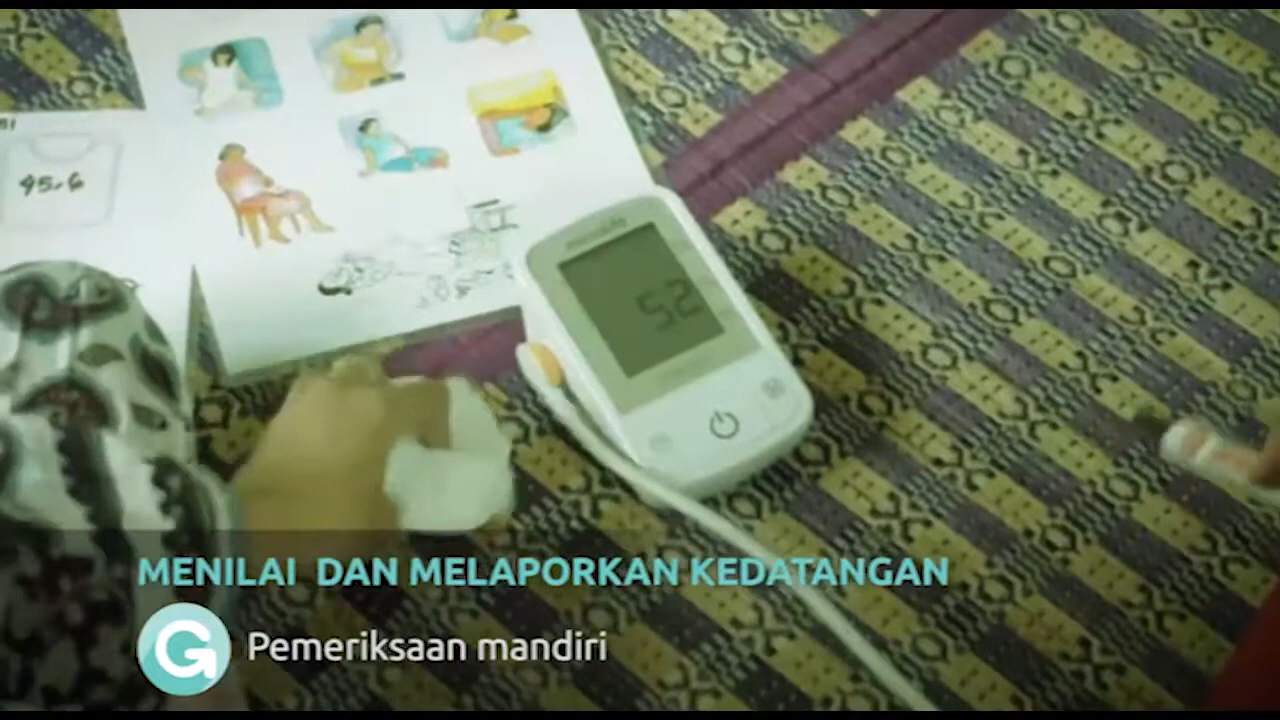 45.6
52
MENILAI DAN MELAPORKAN KEDATANGAN
G
Pemeriksaan mandiri